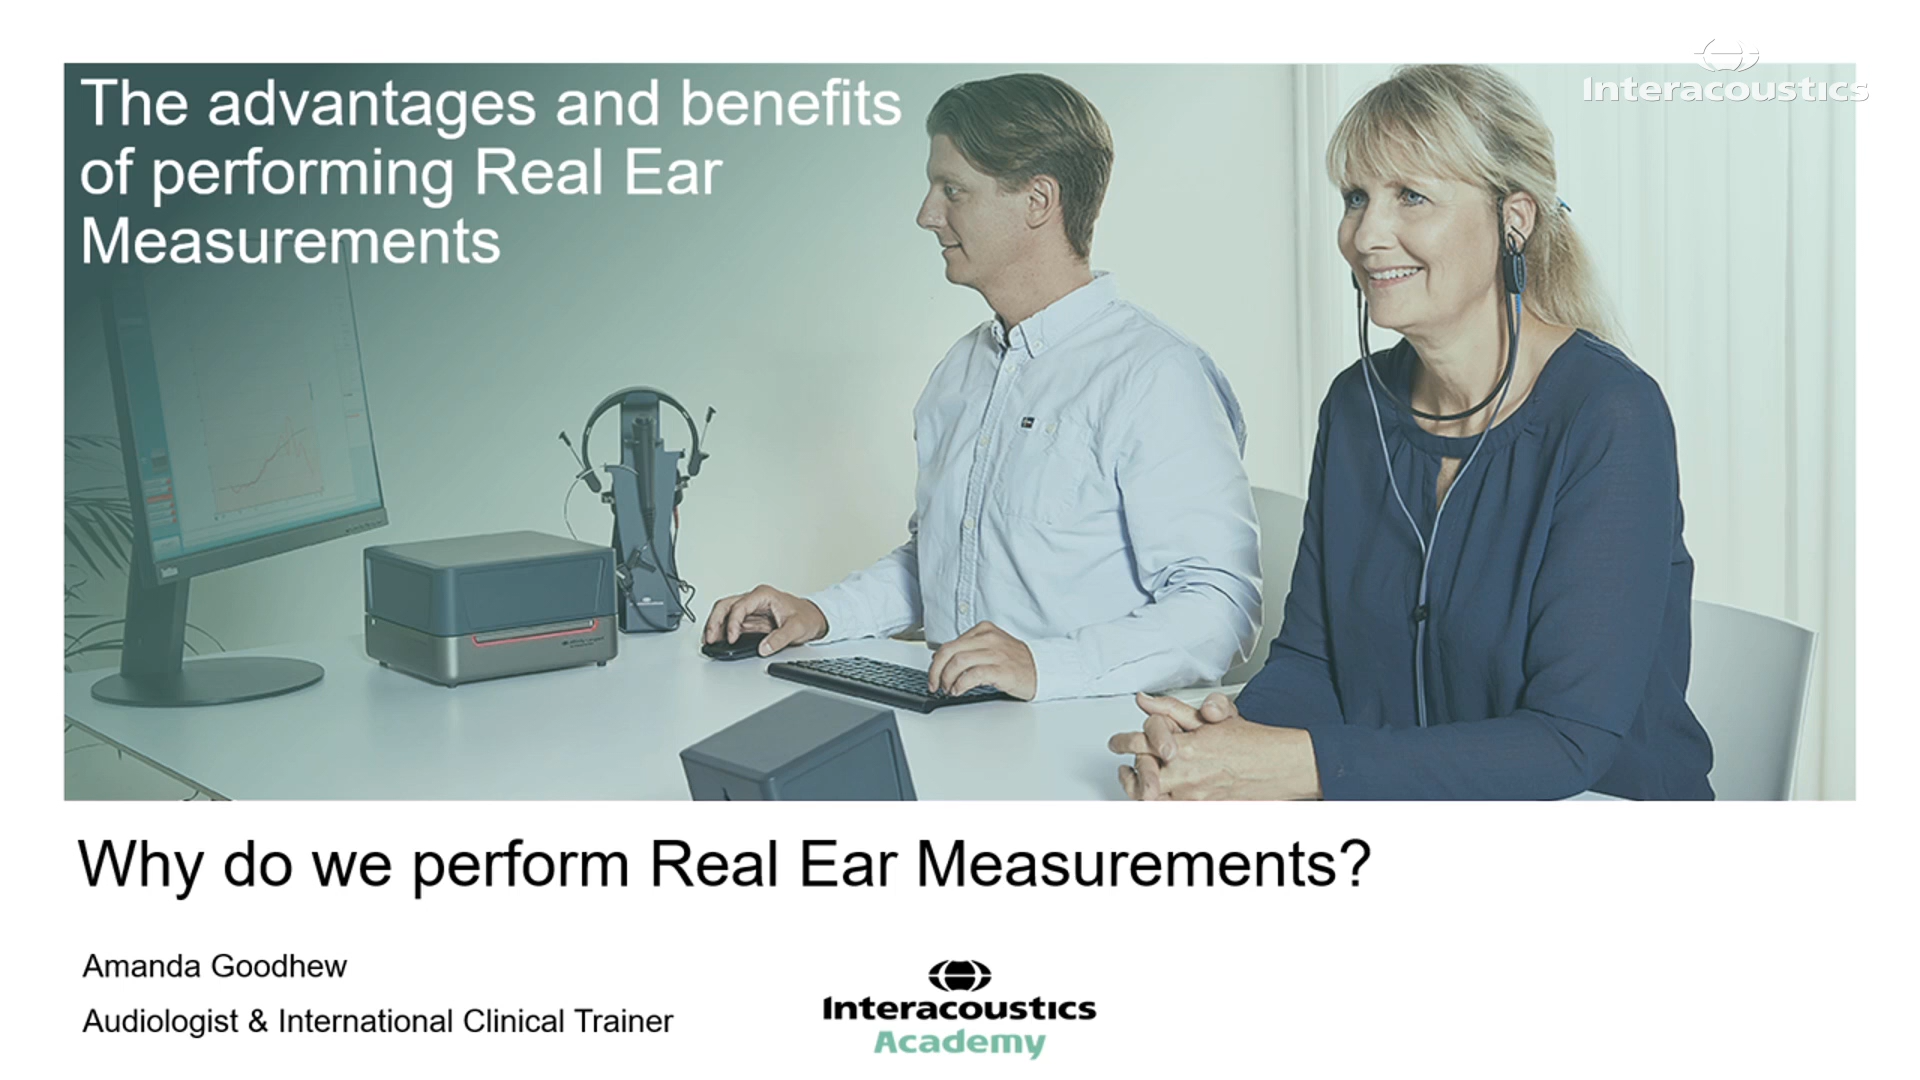 Interacoustics
The advantages and benefits
of performing Real Ear
Measurements
Why do we perform Real Ear Measurements?
Amanda Goodhew
Audiologist & International Clinical Trainer
Interacoustics
Academy